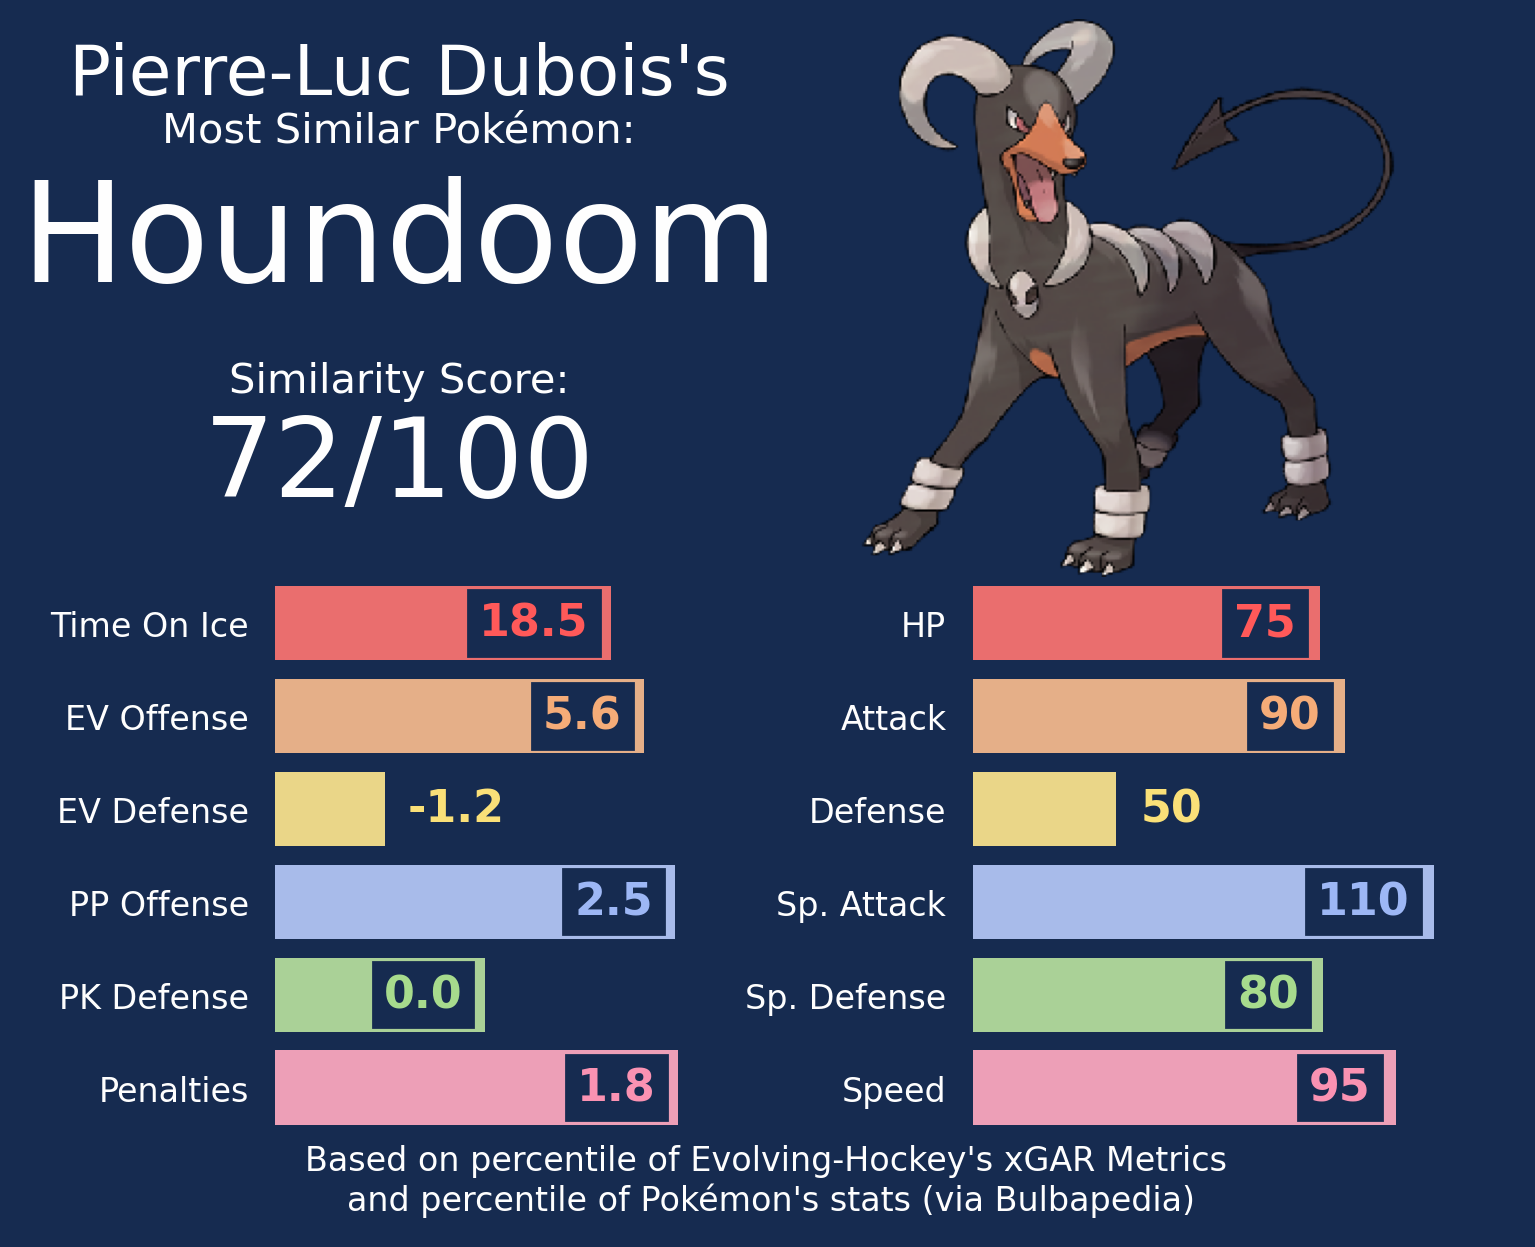 Pierre-Luc Dubois's
Most Similar Pokémon:
Houndoom
Similarity Score:
72/100
Time On Ice 18.5
EV Offense 5.6
EV Defense -1.2
PP Offense 2.5
PK Defense 0.0
Penalties 1.8
HP 75
Attack 90
Defense 50
Sp. Attack 110
Sp. Defense 80
Speed 95
Based on percentile of Evolving-Hockey's xGAR Metrics
and percentile of Pokémon's stats (via Bulbapedia)